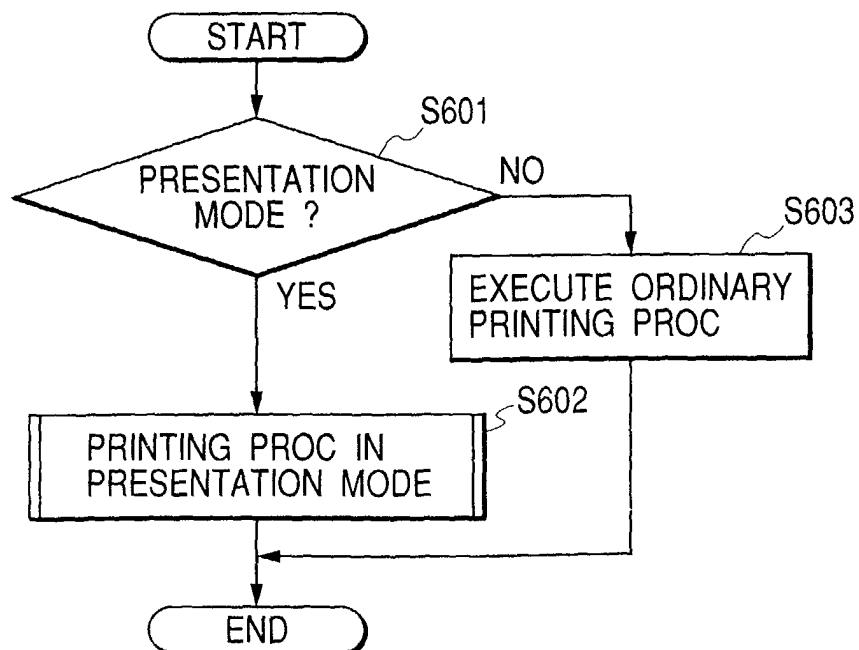 START
S601
PRESENTATION
MODE ?
NO
YES
S603
EXECUTE ORDINARY
PRINTING PROC
S602
PRINTING PROC IN
PRESENTATION MODE
END